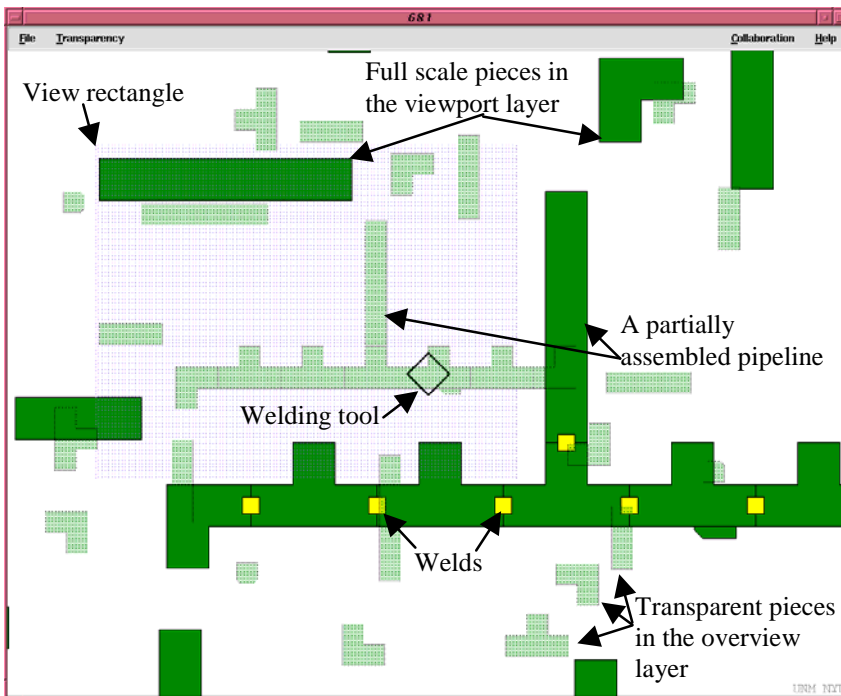 681
File Transparency Collaboration Help
View rectangle
Full scale pieces in
the viewport layer
A partially
assembled pipeline
Welding tool
Welds
Transparent pieces
in the overview
layer